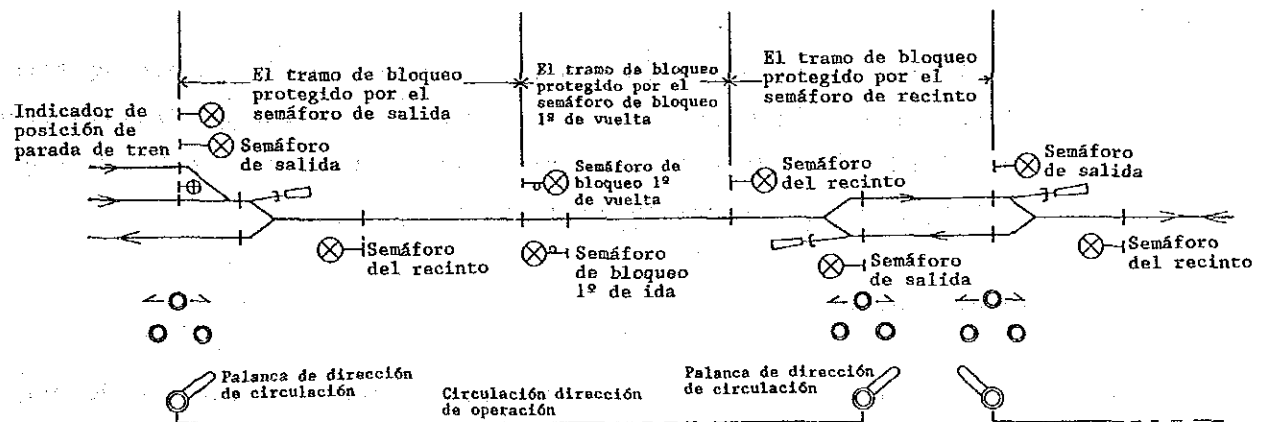 El tramo de bloqueo
protegido por el
semáforo de salida
El tramo de bloqueo
protegido por el
semáforo de bloqueo
1º de vuelta
El tramo de bloqueo
protegido por el
semáforo de recinto
Indicador de
posición de
parada de tren
Semáforo
de salida
Semáforo de
bloqueo 1º
de vuelta
Semáforo
del recinto
Semáforo
de salida
Semáforo
del recinto
Semáforo
de bloqueo
1º de ida
Semáforo
de salida
Semáforo
del recinto
Palanca de dirección
de circulación
Circulación dirección
de operación
Palanca de dirección
de circulación